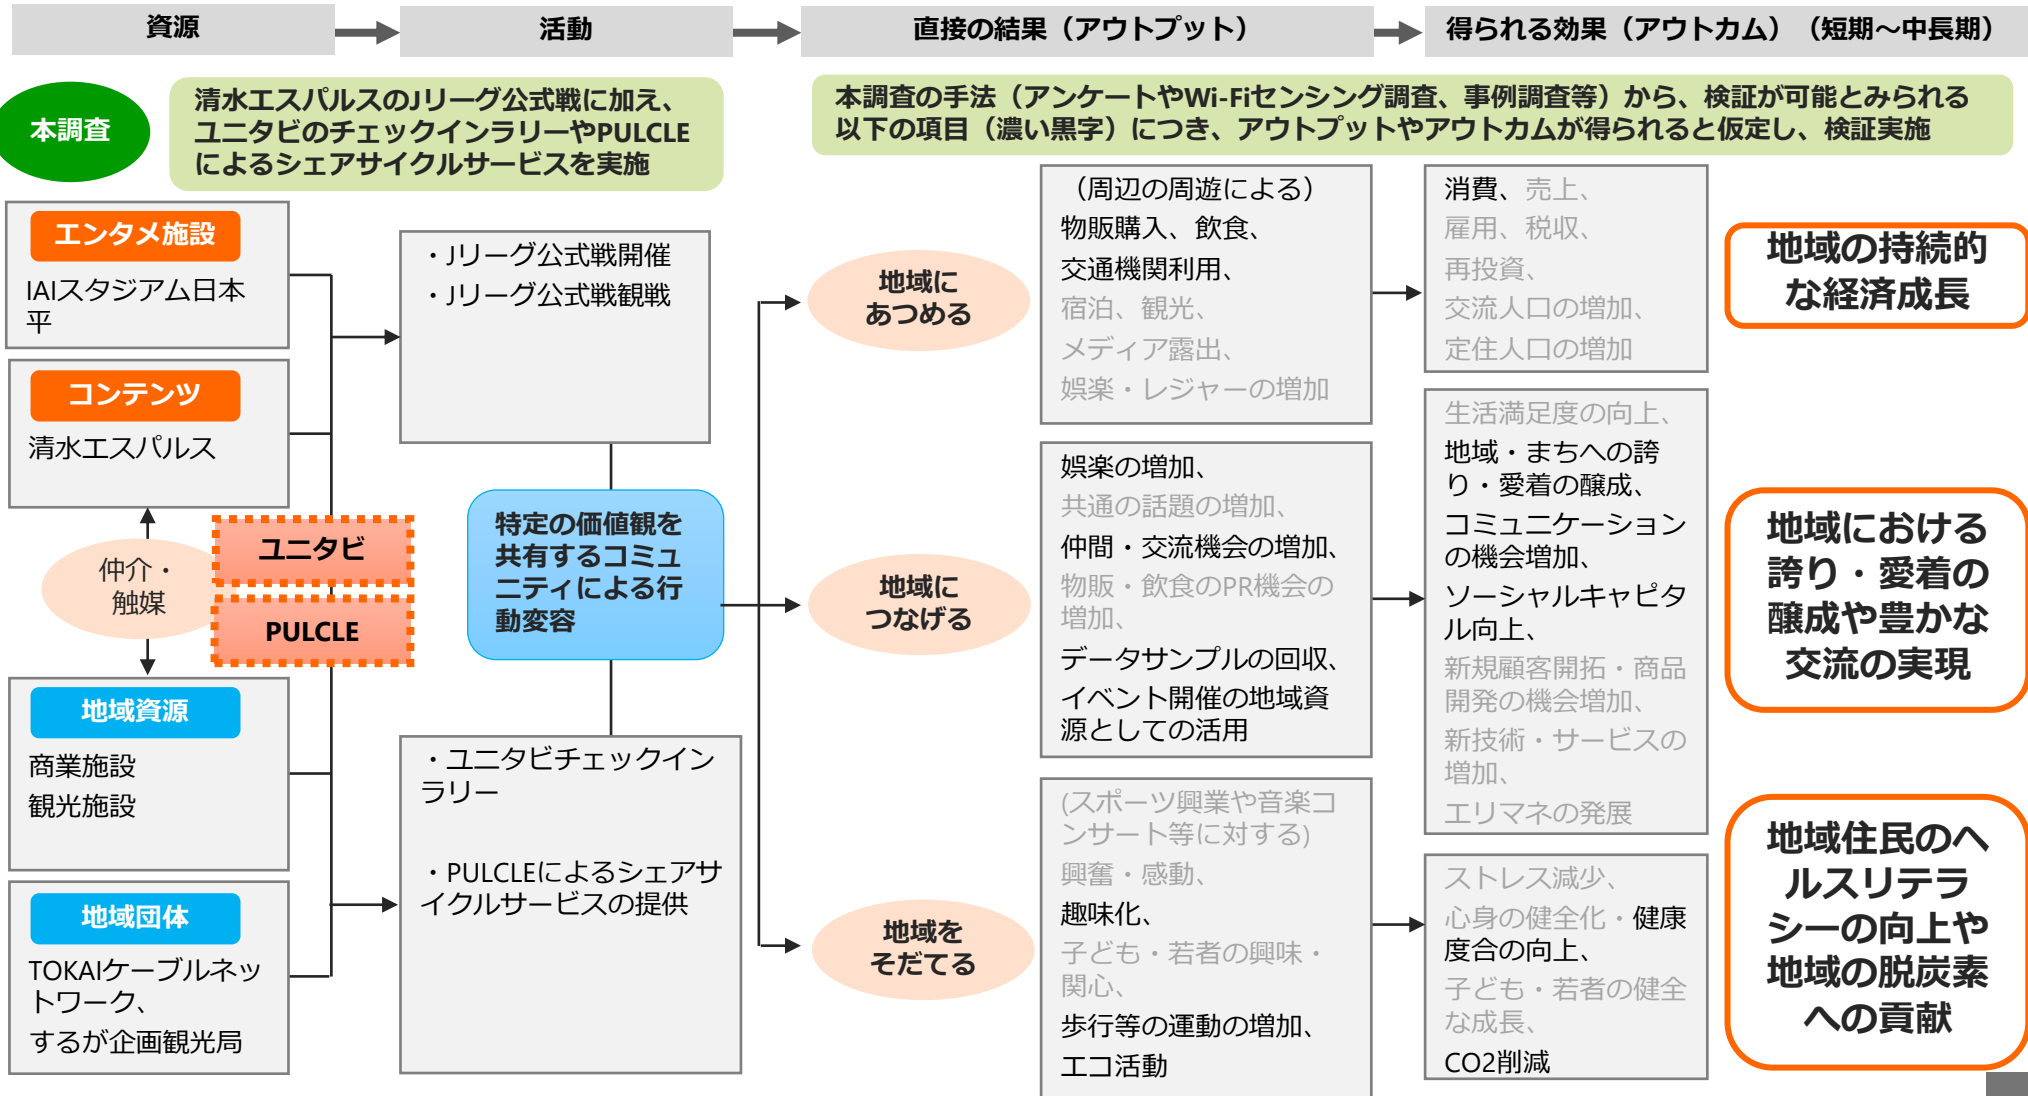 資源
活動
直接の結果（アウトプット）
得られる効果（アウトカム）（短期～中長期）
本調査
清水エスパルスのJリーグ公式戦に加え、
ユニタビのチェックインラリーやPULCLE
によるシェアサイクルサービスを実施
本調査の手法（アンケートやWi-Fiセンシング調査、事例調査等）から、検証が可能とみられる
以下の項目（濃い黒字）につき、アウトプットやアウトカムが得られると仮定し、検証実施
エンタメ施設
IAIスタジアム日本
平
コンテンツ
清水エスパルス
仲介・
触媒
ユニタビ
PULCLE
地域資源
商業施設
観光施設
地域団体
TOKAIケーブルネッ
トワーク、
するが企画観光局
・Jリーグ公式戦開催
・Jリーグ公式戦観戦
特定の価値観を
共有するコミュ
ニティによる行
動変容
・ユニタビチェックイン
ラリー
・PULCLEによるシェアサ
イクルサービスの提供
地域に
あつめる
地域に
つなげる
地域を
そだてる
（周辺の周遊による）
物販購入、飲食、
交通機関利用、
宿泊、観光、
メディア露出、
娯楽・レジャーの増加
娯楽の増加、
共通の話題の増加、
仲間・交流機会の増加、
物販・飲食のPR機会の
増加、
データサンプルの回収、
イベント開催の地域資
源としての活用
(スポーツ興業や音楽コ
ンサート等に対する)
興奮・感動、
趣味化、
子ども・若者の興味・
関心、
歩行等の運動の増加、
エコ活動
消費、売上、
雇用、税収、
再投資、
交流人口の増加、
定住人口の増加
生活満足度の向上、
地域・まちへの誇
り・愛着の醸成、
コミュニケーション
の機会増加、
ソーシャルキャピタ
ル向上、
新規顧客開拓・商品
開発の機会増加、
新技術・サービスの
増加、
エリマネの発展
ストレス減少、
心身の健全化・健康
度合の向上、
子ども・若者の健全
な成長、
CO2削減
地域の持続的
な経済成長
地域における
誇り・愛着の
醸成や豊かな
交流の実現
地域住民のヘ
ルスリテラ
シーの向上や
地域の脱炭素
への貢献